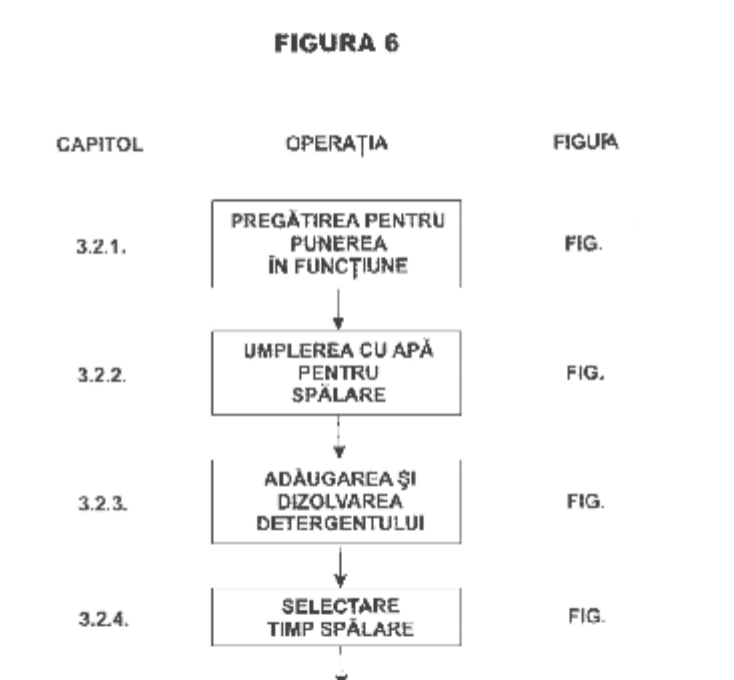 FIGURA 6
CAPITOL OPERAȚIA FIGURA
3.2.1. PREGĂTIREA PENTRU PUNEREA ÎN FUNCȚIUNE FIG.
3.2.2. UMPLEREA CU APĂ PENTRU SPĂLARE FIG.
3.2.3. ADĂUGAREA ȘI DIZOLVAREA DETERGENTULUI FIG.
3.2.4. SELECTARE TIMP SPĂLARE FIG.